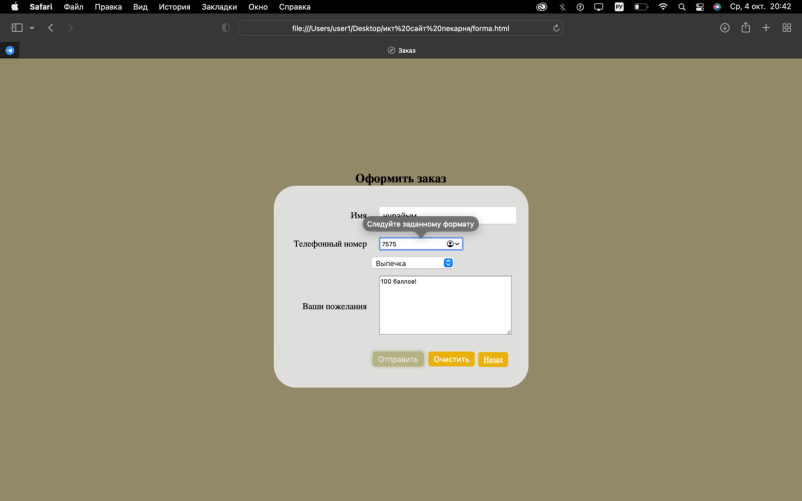 Safari Файл Правка Вид История Закладки Окно Справка РУ Ср, 4 окт. 20:42
file:///Users/user1/Desktop/икт%20сайт%20пекарня/forma.html
Заказ
Оформить заказ
Имя
Следуйте заданному формату
Телефонный номер 7575
Выпечка
100 баллов!
Ваши пожелания
Отправить Очистить Назад